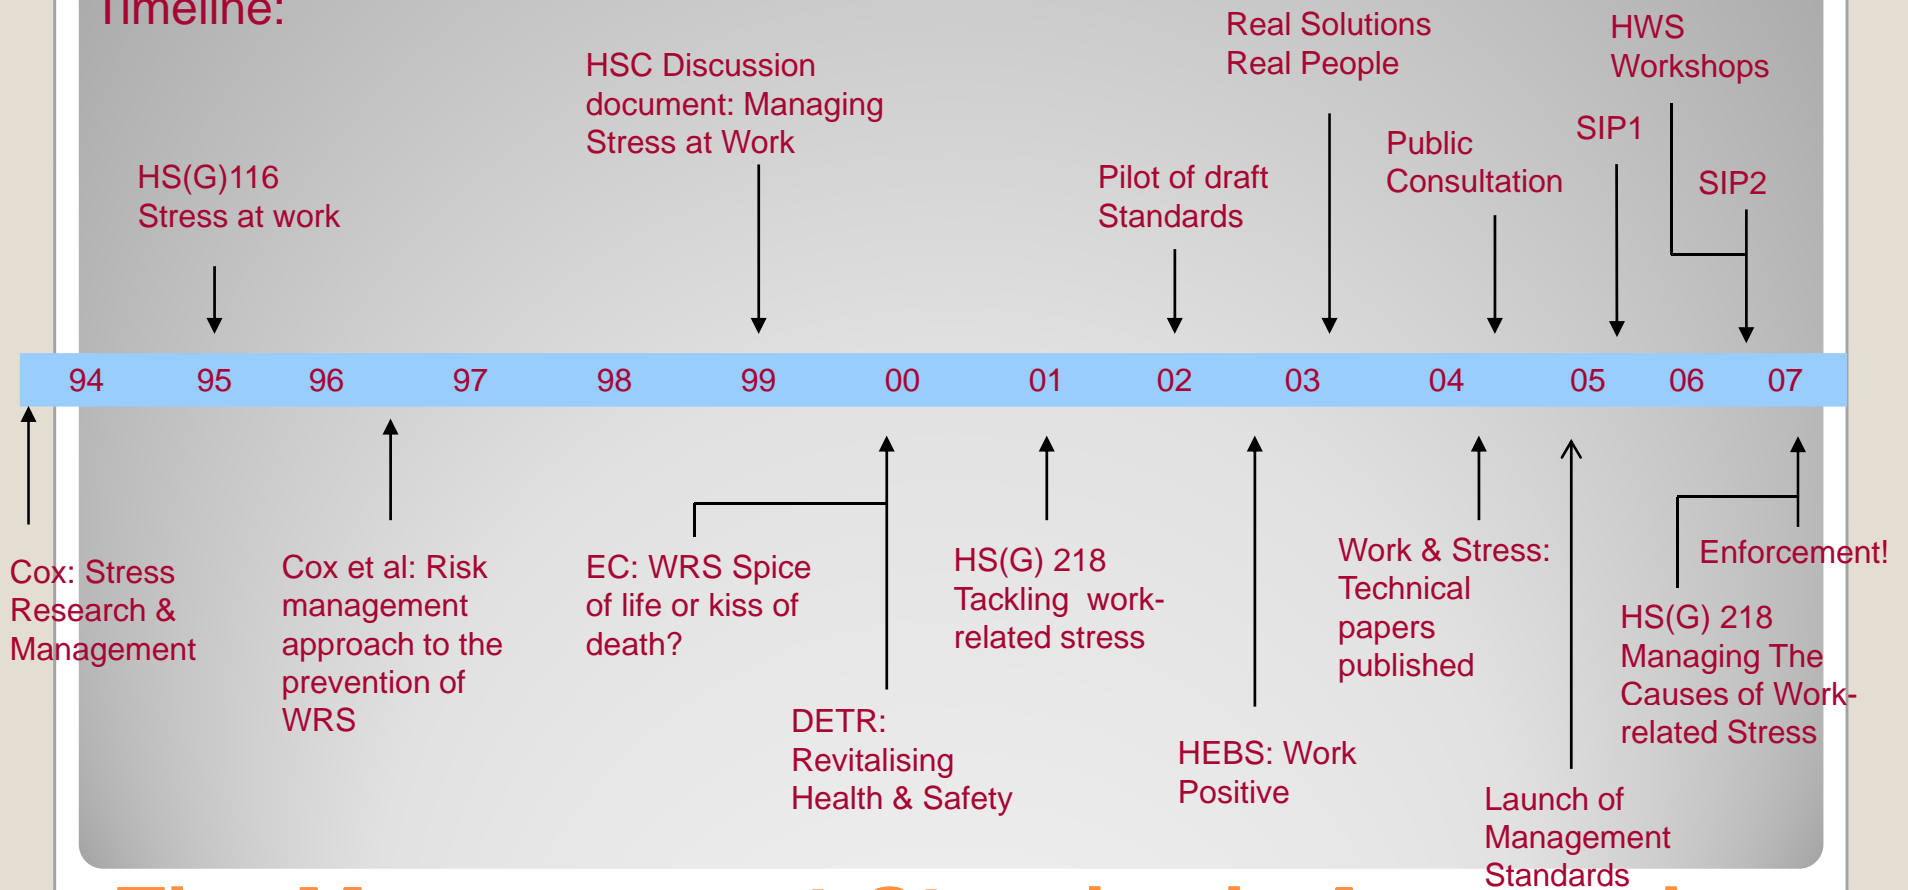 Timeline:
Real Solutions
Real People
HWS
Workshops
HSC Discussion
document: Managing
Stress at Work
SIP1
Public
Consultation
HS(G)116
Stress at work
Pilot of draft
Standards
SIP2
94 95 96 97 98 99 00 01 02 03 04 05 06 07
Cox: Stress
Research &
Management
Cox et al: Risk
management
approach to the
prevention of
WRS
EC: WRS Spice
of life or kiss of
death?
DETR:
Revitalising
Health & Safety
HS(G) 218
Tackling  work-
related stress
HEBS: Work
Positive
Work & Stress:
Technical
papers
published
Launch of
Management
Standards
Enforcement!
HS(G) 218
Managing The
Causes of Work-
related Stress